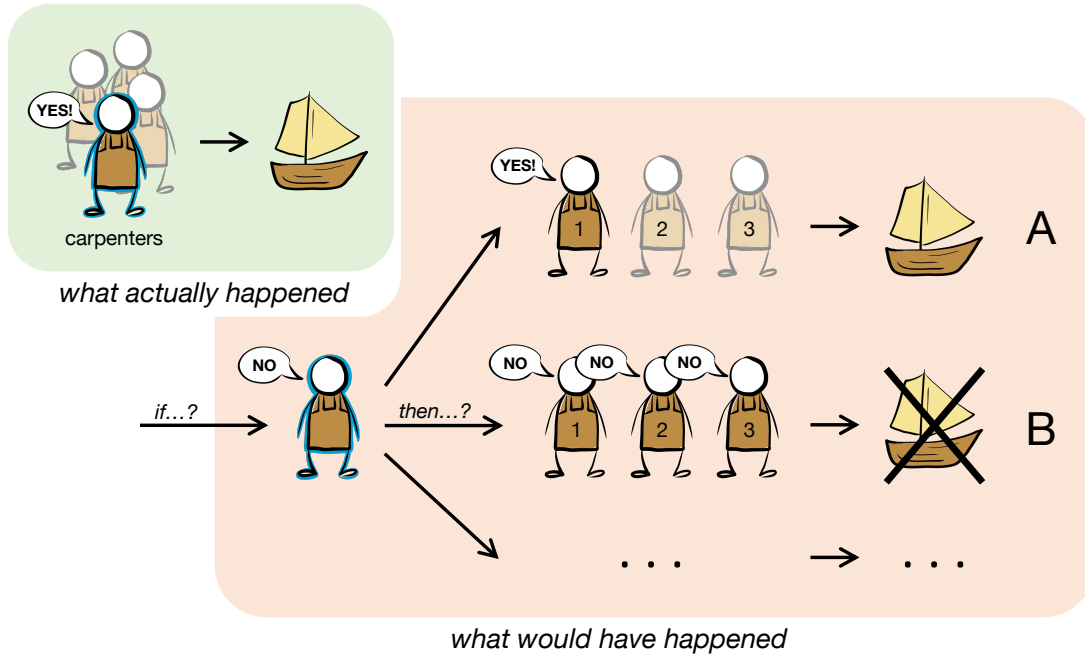 YES!
carpenters
what actually happened
YES!
1 2 3
A
NO
NO NO NO
if...?
then...?
1 2 3
B
. . . . . .
what would have happened